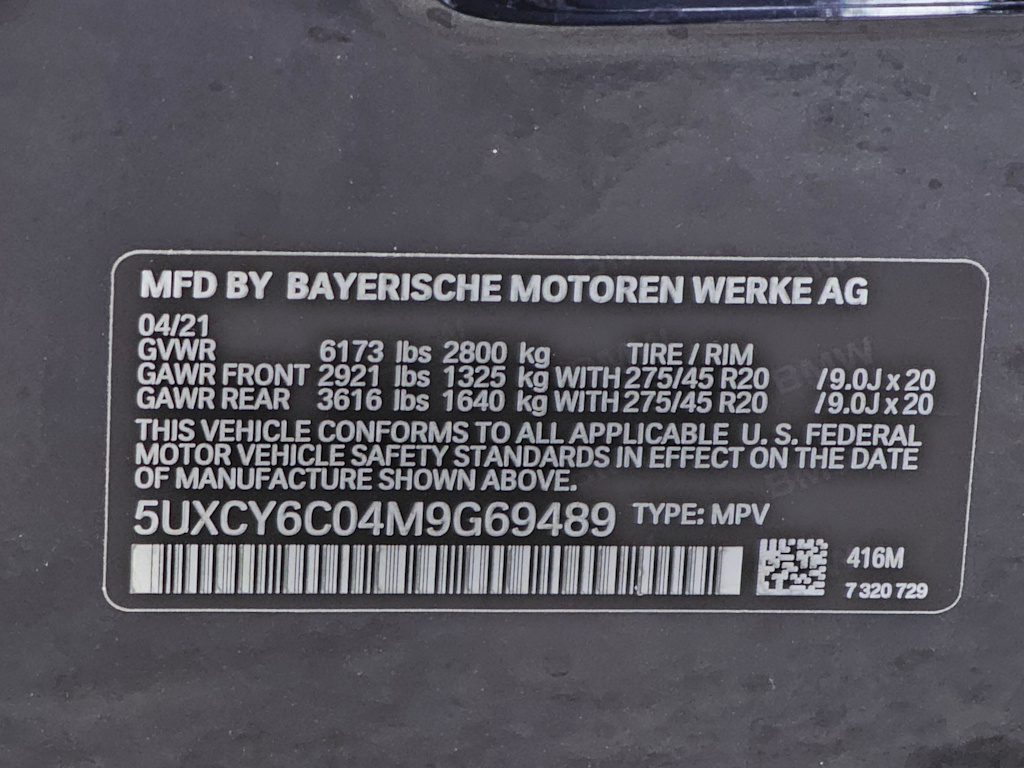 MFD BY BAYERISCHE MOTOREN WERKE AG
04/21
GVWR 6173 lbs 2800 kg TIRE / RIM
GAWR FRONT 2921 lbs 1325 kg WITH 275/45 R20 /9.0J x 20
GAWR REAR 3616 lbs 1640 kg WITH 275/45 R20 /9.0J x 20
THIS VEHICLE CONFORMS TO ALL APPLICABLE U. S. FEDERAL
MOTOR VEHICLE SAFETY STANDARDS IN EFFECT ON THE DATE
OF MANUFACTURE SHOWN ABOVE.
5UXCY6C04M9G69489 TYPE: MPV
416M
7 320 729